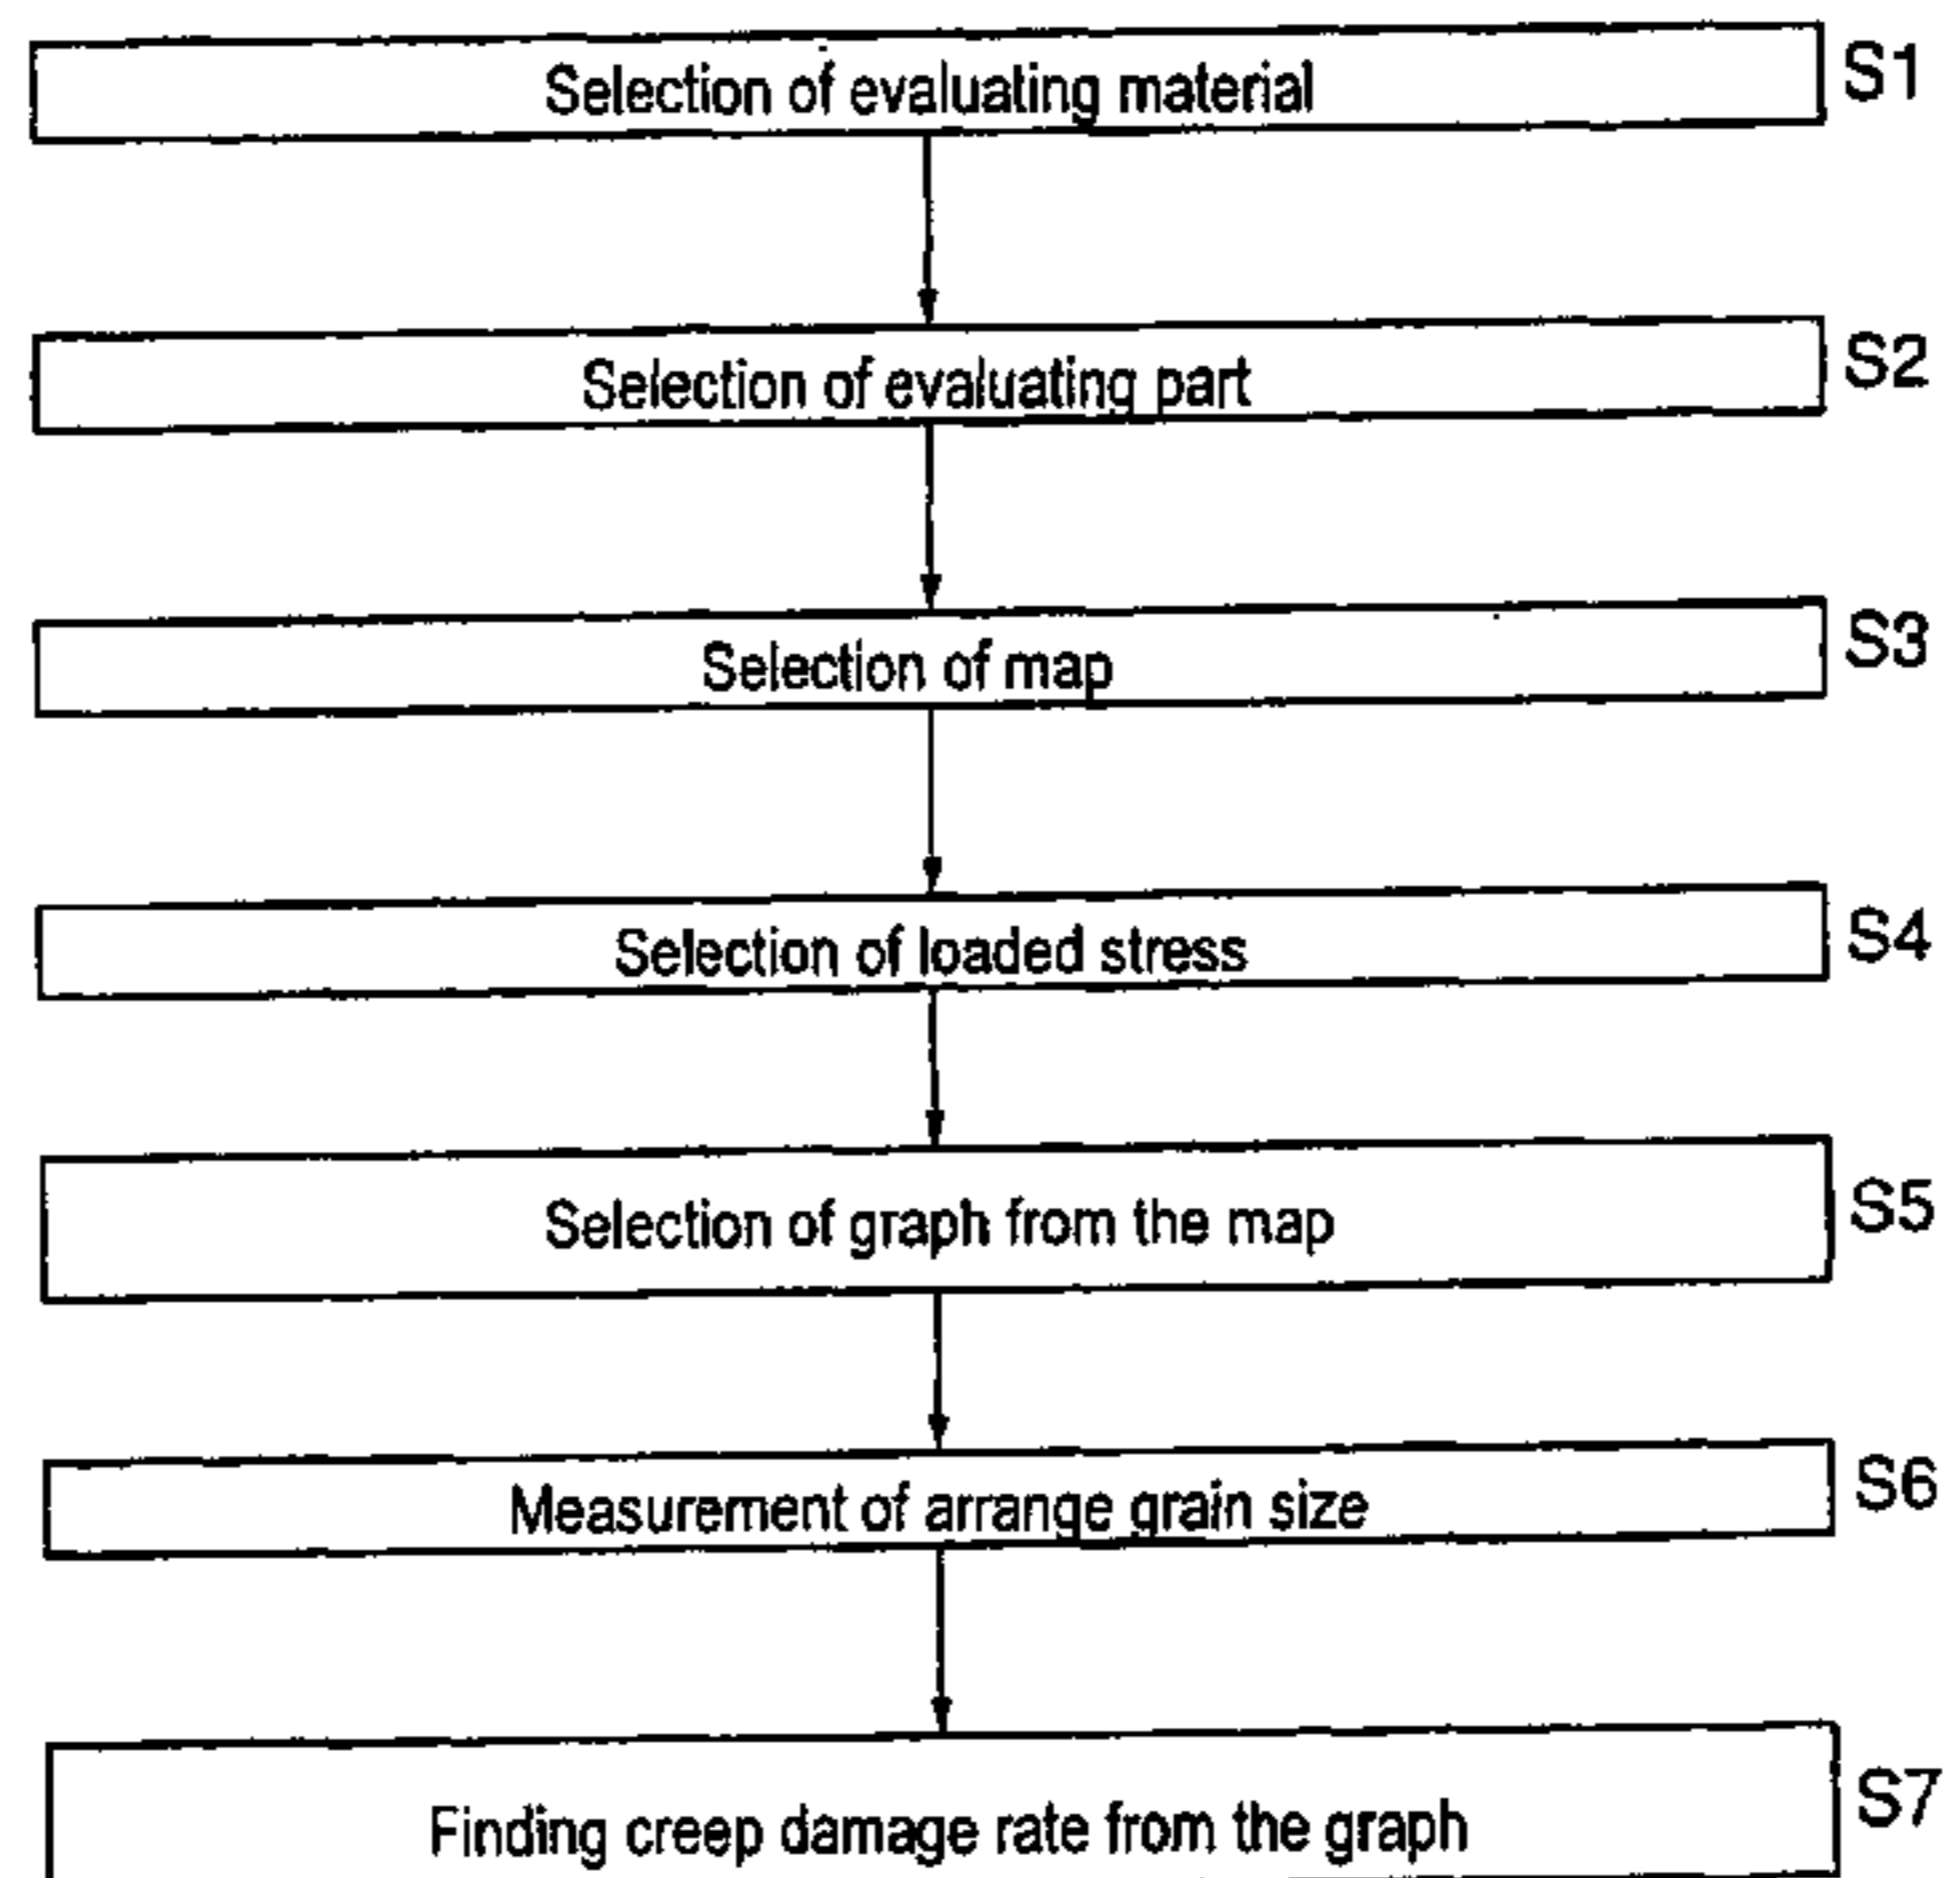 Selection of evaluating material S1
Selection of evaluating part S2
Selection of map S3
Selection of loaded stress S4
Selection of graph from the map S5
Measurement of arrange grain size S6
Finding creep damage rate from the graph S7